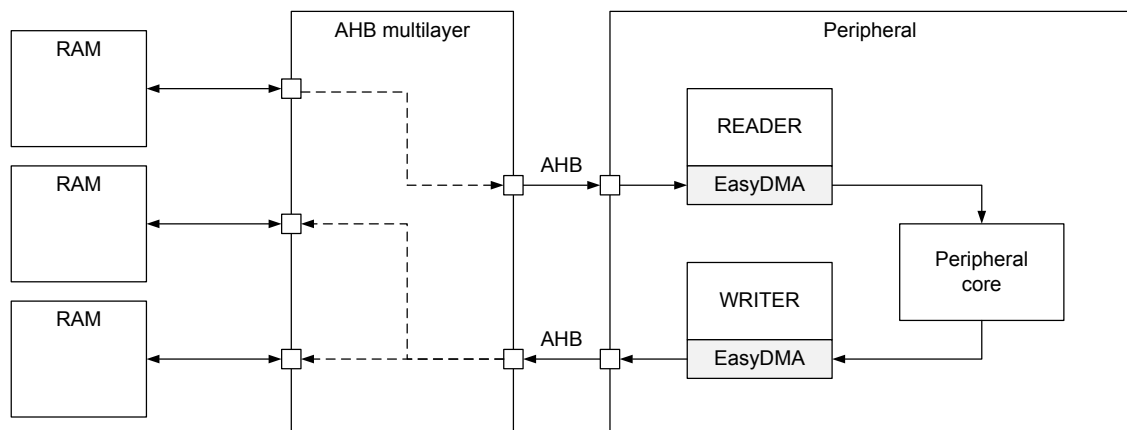 RAM
AHB multilayer
Peripheral
READER
AHB
EasyDMA
RAM
Peripheral
core
WRITER
RAM
AHB
EasyDMA